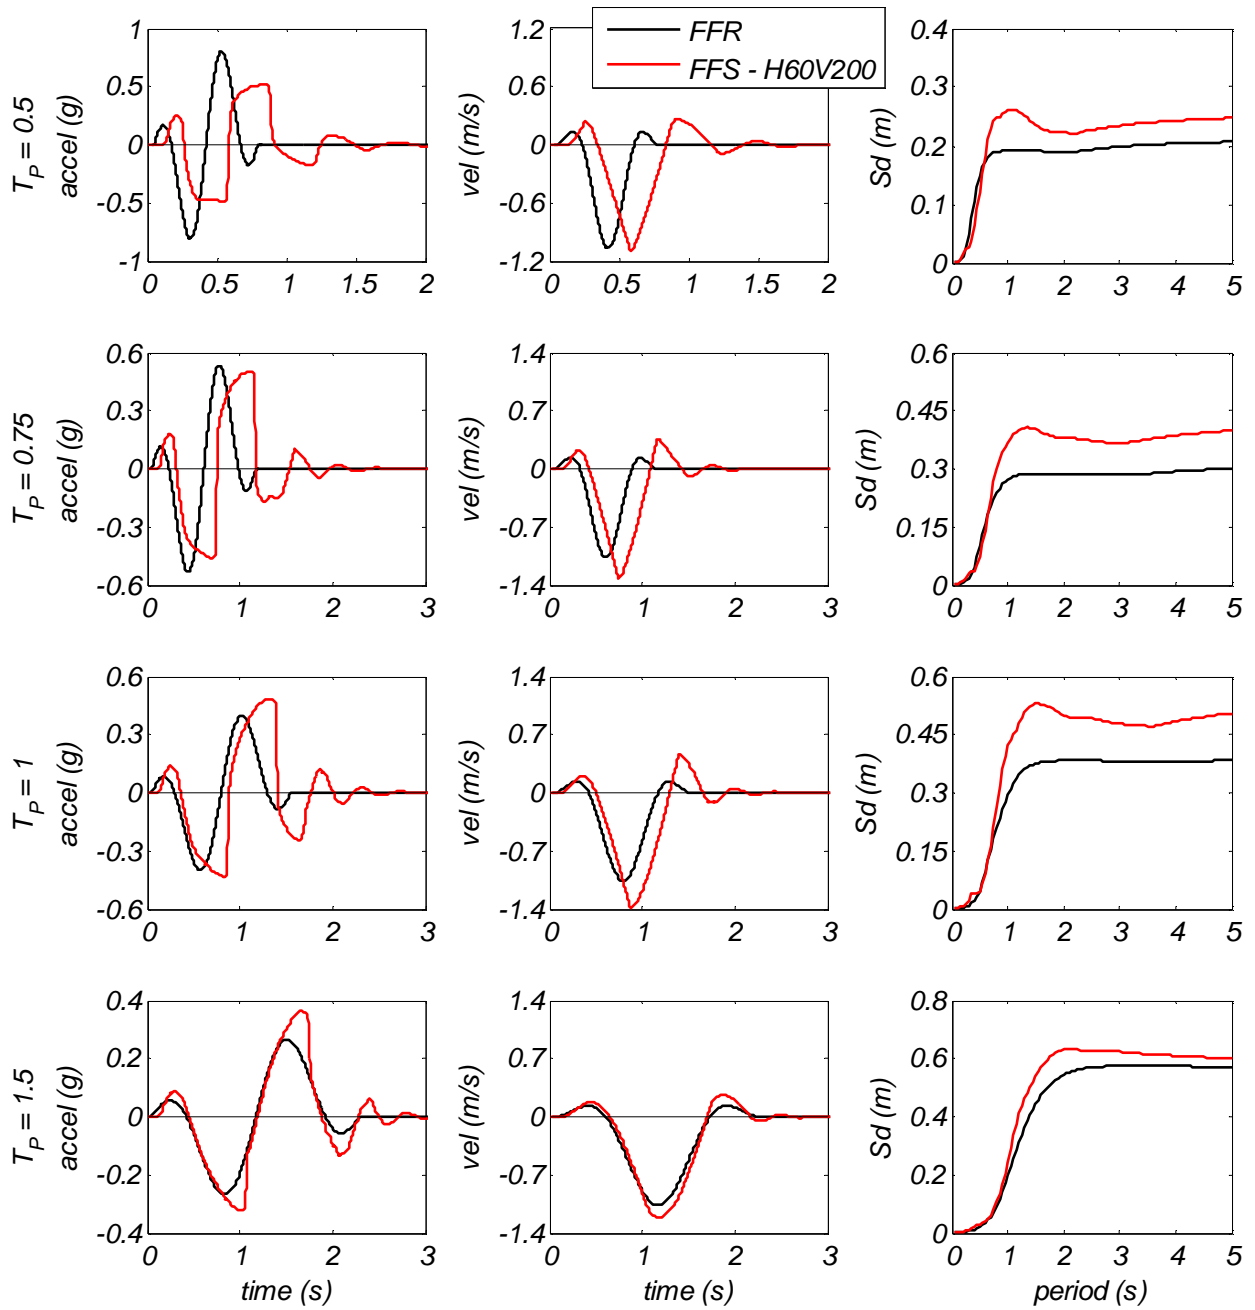 FFR
FFS - H60V200
T_P = 0.5
accel (g)
1
0.5
0
-0.5
-1
0 0.5 1 1.5 2
vel (m/s)
1.2
0.6
0
-0.6
-1.2
0 0.5 1 1.5 2
Sd (m)
0.4
0.3
0.2
0.1
0
0 1 2 3 4 5
T_P = 0.75
accel (g)
0.6
0.3
0
-0.3
-0.6
0 1 2 3
vel (m/s)
1.4
0.7
0
-0.7
-1.4
0 1 2 3
Sd (m)
0.6
0.45
0.3
0.15
0
0 1 2 3 4 5
T_P = 1
accel (g)
0.6
0.3
0
-0.3
-0.6
0 1 2 3
vel (m/s)
1.4
0.7
0
-0.7
-1.4
0 1 2 3
Sd (m)
0.6
0.45
0.3
0.15
0
0 1 2 3 4 5
T_P = 1.5
accel (g)
0.4
0.2
0
-0.2
-0.4
0 1 2 3
time (s)
vel (m/s)
1.4
0.7
0
-0.7
-1.4
0 1 2 3
time (s)
Sd (m)
0.8
0.6
0.4
0.2
0
0 1 2 3 4 5
period (s)